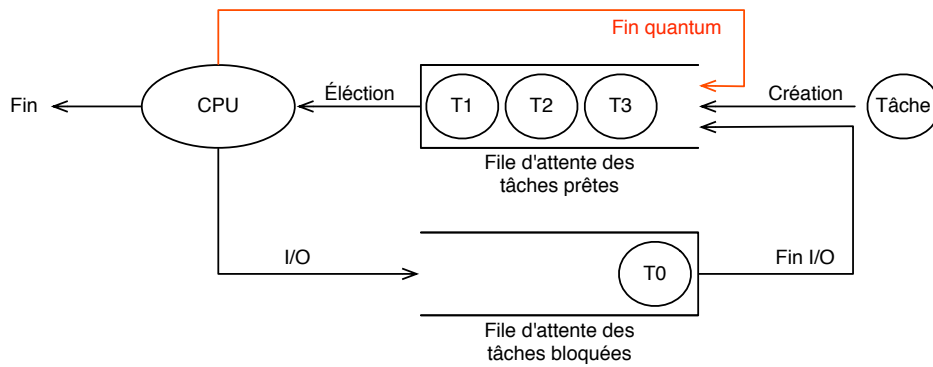 Fin quantum
Fin
CPU
Éléction
T1
T2
T3
Création
Tâche
File d'attente des
tâches prêtes
I/O
T0
Fin I/O
File d'attente des
tâches bloquées